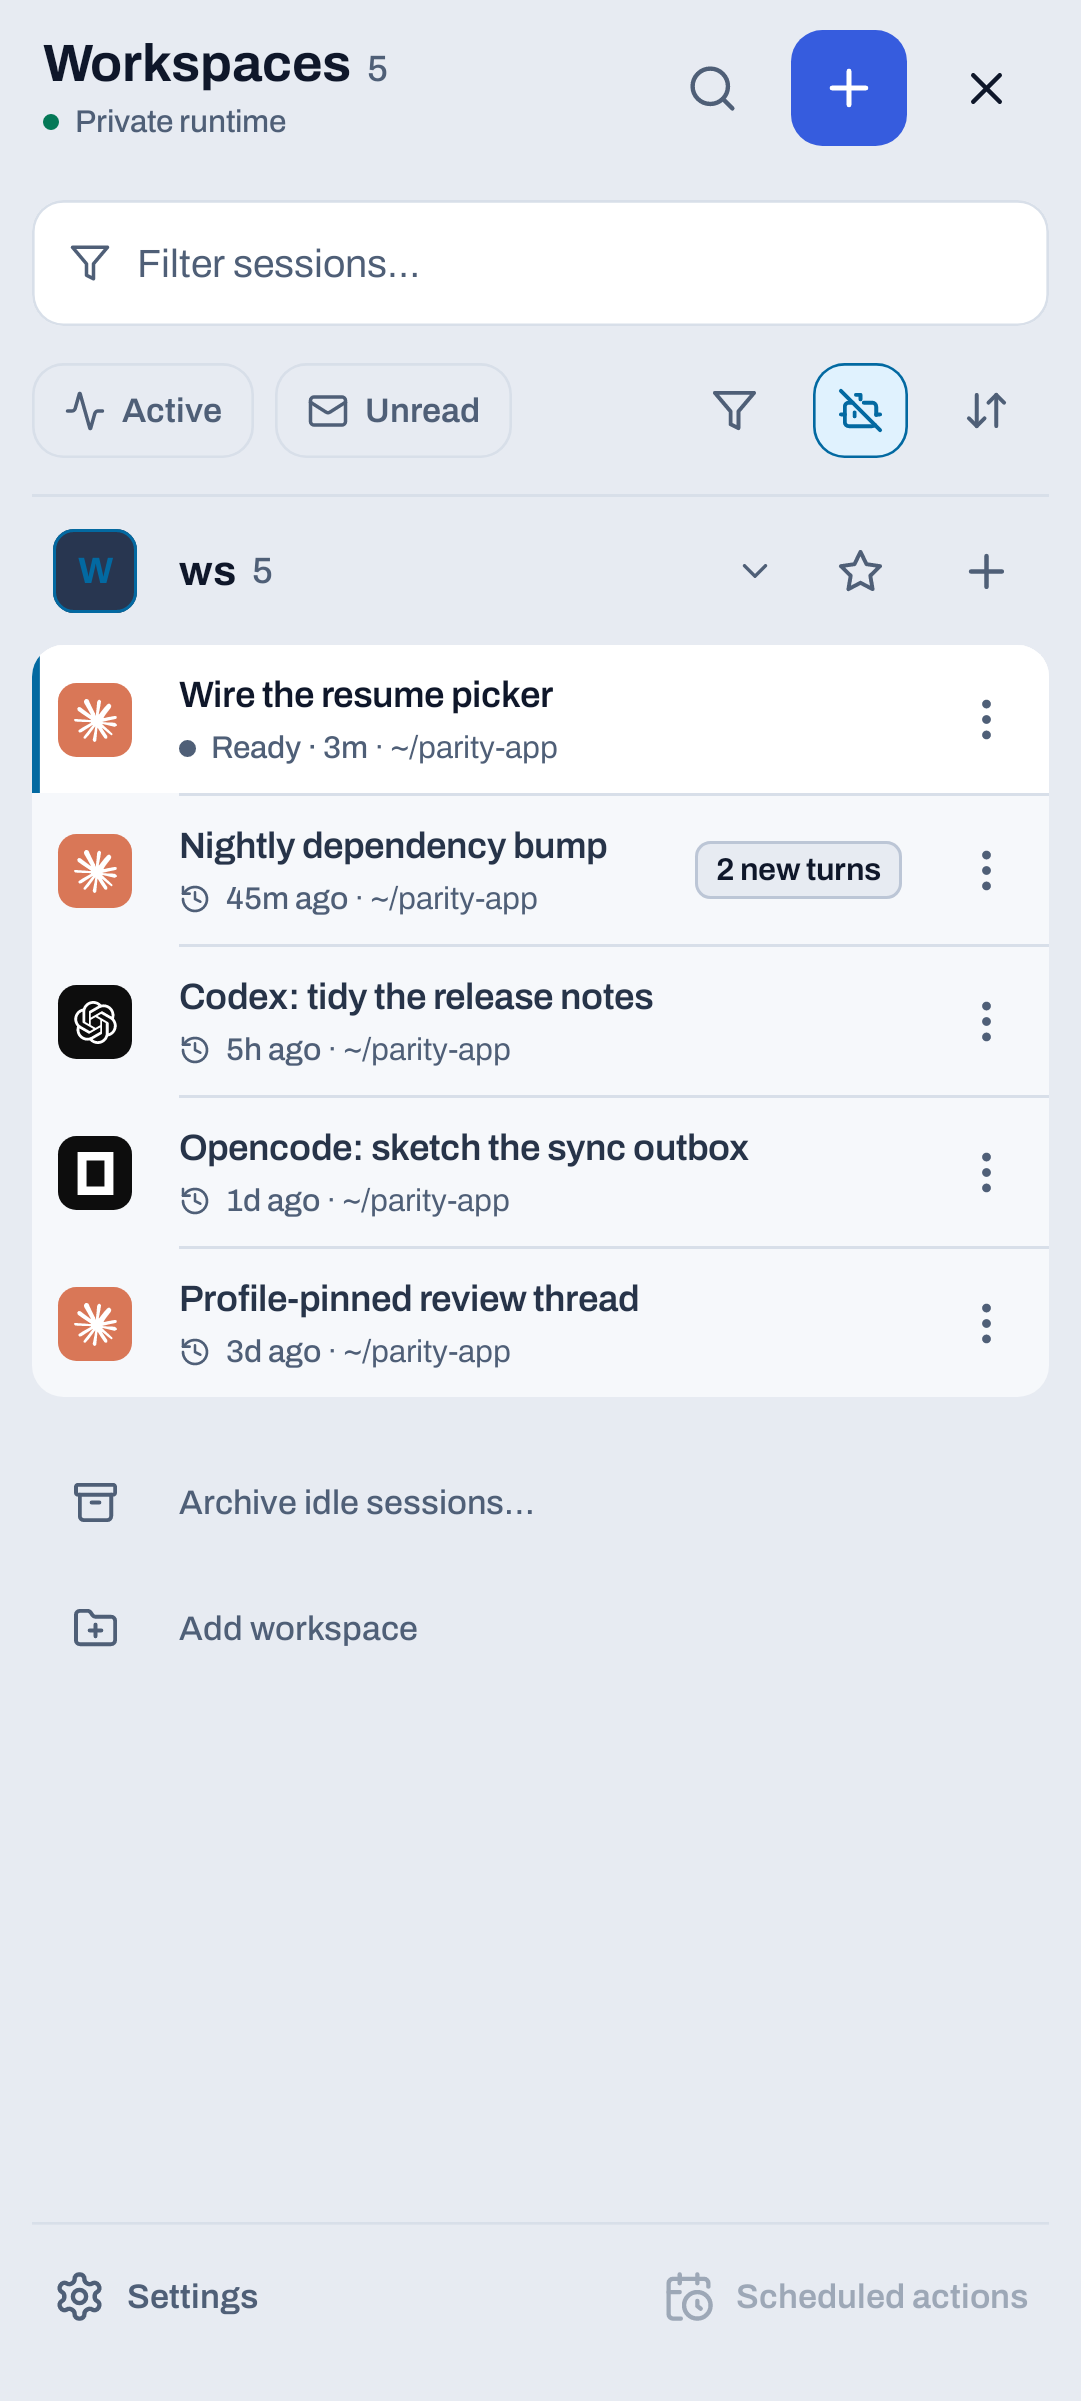 Workspaces 5
Private runtime
Filter sessions...
Active
Unread
W
ws 5
Wire the resume picker
Ready · 3m · ~/parity-app
Nightly dependency bump
2 new turns
45m ago · ~/parity-app
Codex: tidy the release notes
5h ago · ~/parity-app
Opencode: sketch the sync outbox
1d ago · ~/parity-app
Profile-pinned review thread
3d ago · ~/parity-app
Archive idle sessions...
Add workspace
Settings
Scheduled actions